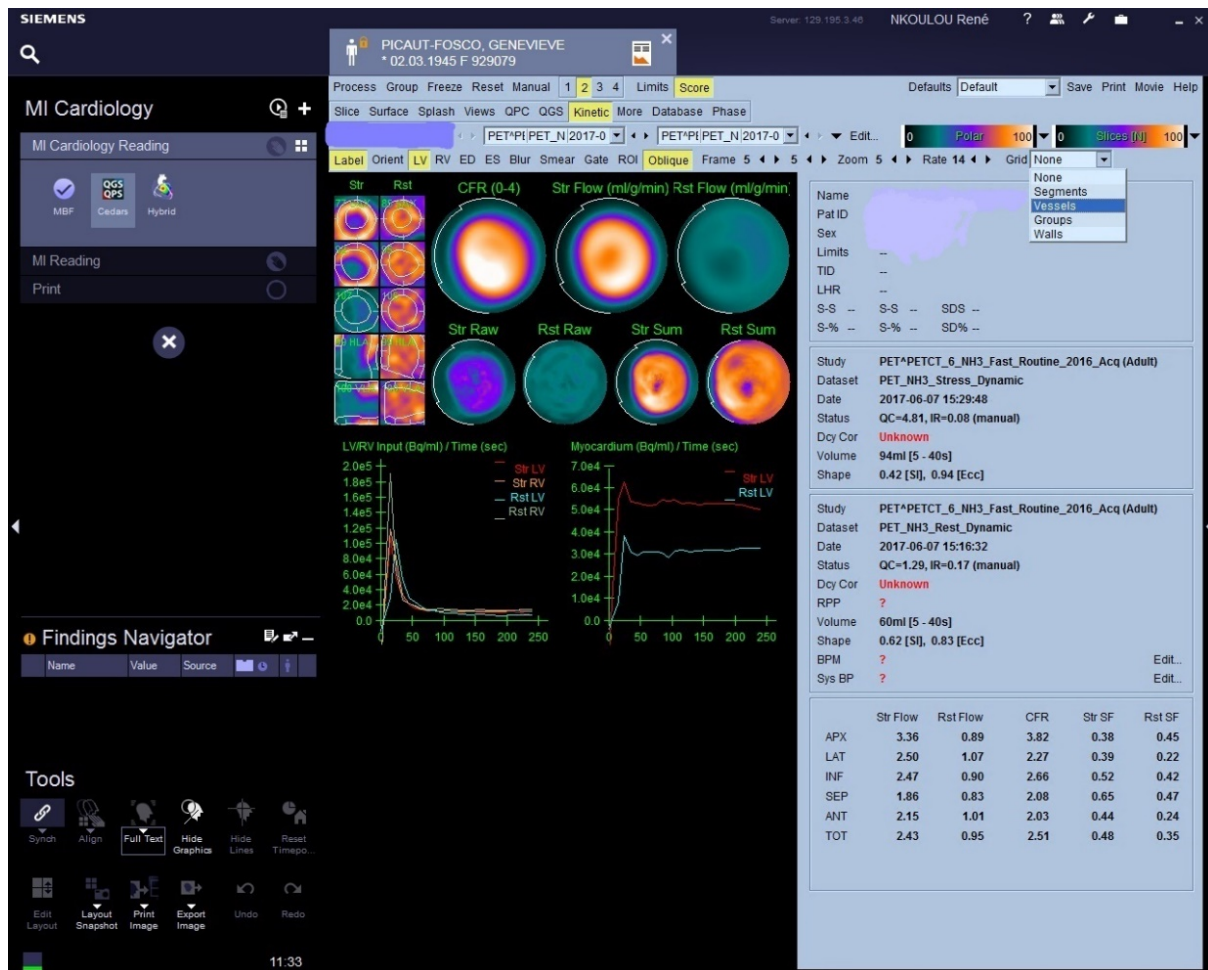 SIEMENS
Server: 129.195.3.46 NKOULOU René ?
PICAUT-FOSCO, GENEVIEVE
* 02.03.1945 F 929079
MI Cardiology
MI Cardiology Reading
MBF Cedars Hybrid
QGS
QPS
MI Reading
Print
Process Group Freeze Reset Manual 1 2 3 4 Limits Score Defaults Default Save Print Movie Help
Slice Surface Splash Views QPC QGS Kinetic More Database Phase
PET^PE PET_N 2017-0 PET^PE PET_N 2017-0 Edit... 0 Polar 100 0 Slices [N] 100
Label Orient LV RV ED ES Blur Smear Gate ROI Oblique Frame 5 5 Zoom 5 Rate 14 Grid None
None
Segments
Vessels
Groups
Walls
Str Rst CFR (0-4) Str Flow (ml/g/min) Rst Flow (ml/g/min)
Str Raw Rst Raw Str Sum Rst Sum
LV/RV Input (Bq/ml) / Time (sec)
2.0e5
1.8e5
1.6e5
1.4e5
1.2e5
1.0e5
8.0e4
6.0e4
4.0e4
2.0e4
0.0
0 50 100 150 200 250
Str LV
Str RV
Rst LV
Rst RV
Myocardium (Bq/ml) / Time (sec)
7.0e4
6.0e4
5.0e4
4.0e4
3.0e4
2.0e4
1.0e4
0.0
0 50 100 150 200 250
Str LV
Rst LV
Name
Pat ID
Sex
Limits --
TID --
LHR --
S-S -- S-S -- SDS --
S-% -- S-% -- SD% --
Study PET^PETCT_6_NH3_Fast_Routine_2016_Acq (Adult)
Dataset PET_NH3_Stress_Dynamic
Date 2017-06-07 15:29:48
Status QC=4.81, IR=0.08 (manual)
Dcy Cor Unknown
Volume 94ml [5 - 40s]
Shape 0.42 [SI], 0.94 [Ecc]
Study PET^PETCT_6_NH3_Fast_Routine_2016_Acq (Adult)
Dataset PET_NH3_Rest_Dynamic
Date 2017-06-07 15:16:32
Status QC=1.29, IR=0.17 (manual)
Dcy Cor Unknown
RPP ?
Volume 60ml [5 - 40s]
Shape 0.62 [SI], 0.83 [Ecc]
BPM ? Edit...
Sys BP ? Edit...
Str Flow Rst Flow CFR Str SF Rst SF
APX 3.36 0.89 3.82 0.38 0.45
LAT 2.50 1.07 2.27 0.39 0.22
INF 2.47 0.90 2.66 0.52 0.42
SEP 1.86 0.83 2.08 0.65 0.47
ANT 2.15 1.01 2.03 0.44 0.24
TOT 2.43 0.95 2.51 0.48 0.35
Findings Navigator
Name Value Source
Tools
Synch Align Full Text Hide Graphics Hide Lines Reset Timepo...
Edit Layout Layout Snapshot Print Image Export Image Undo Redo
11:33